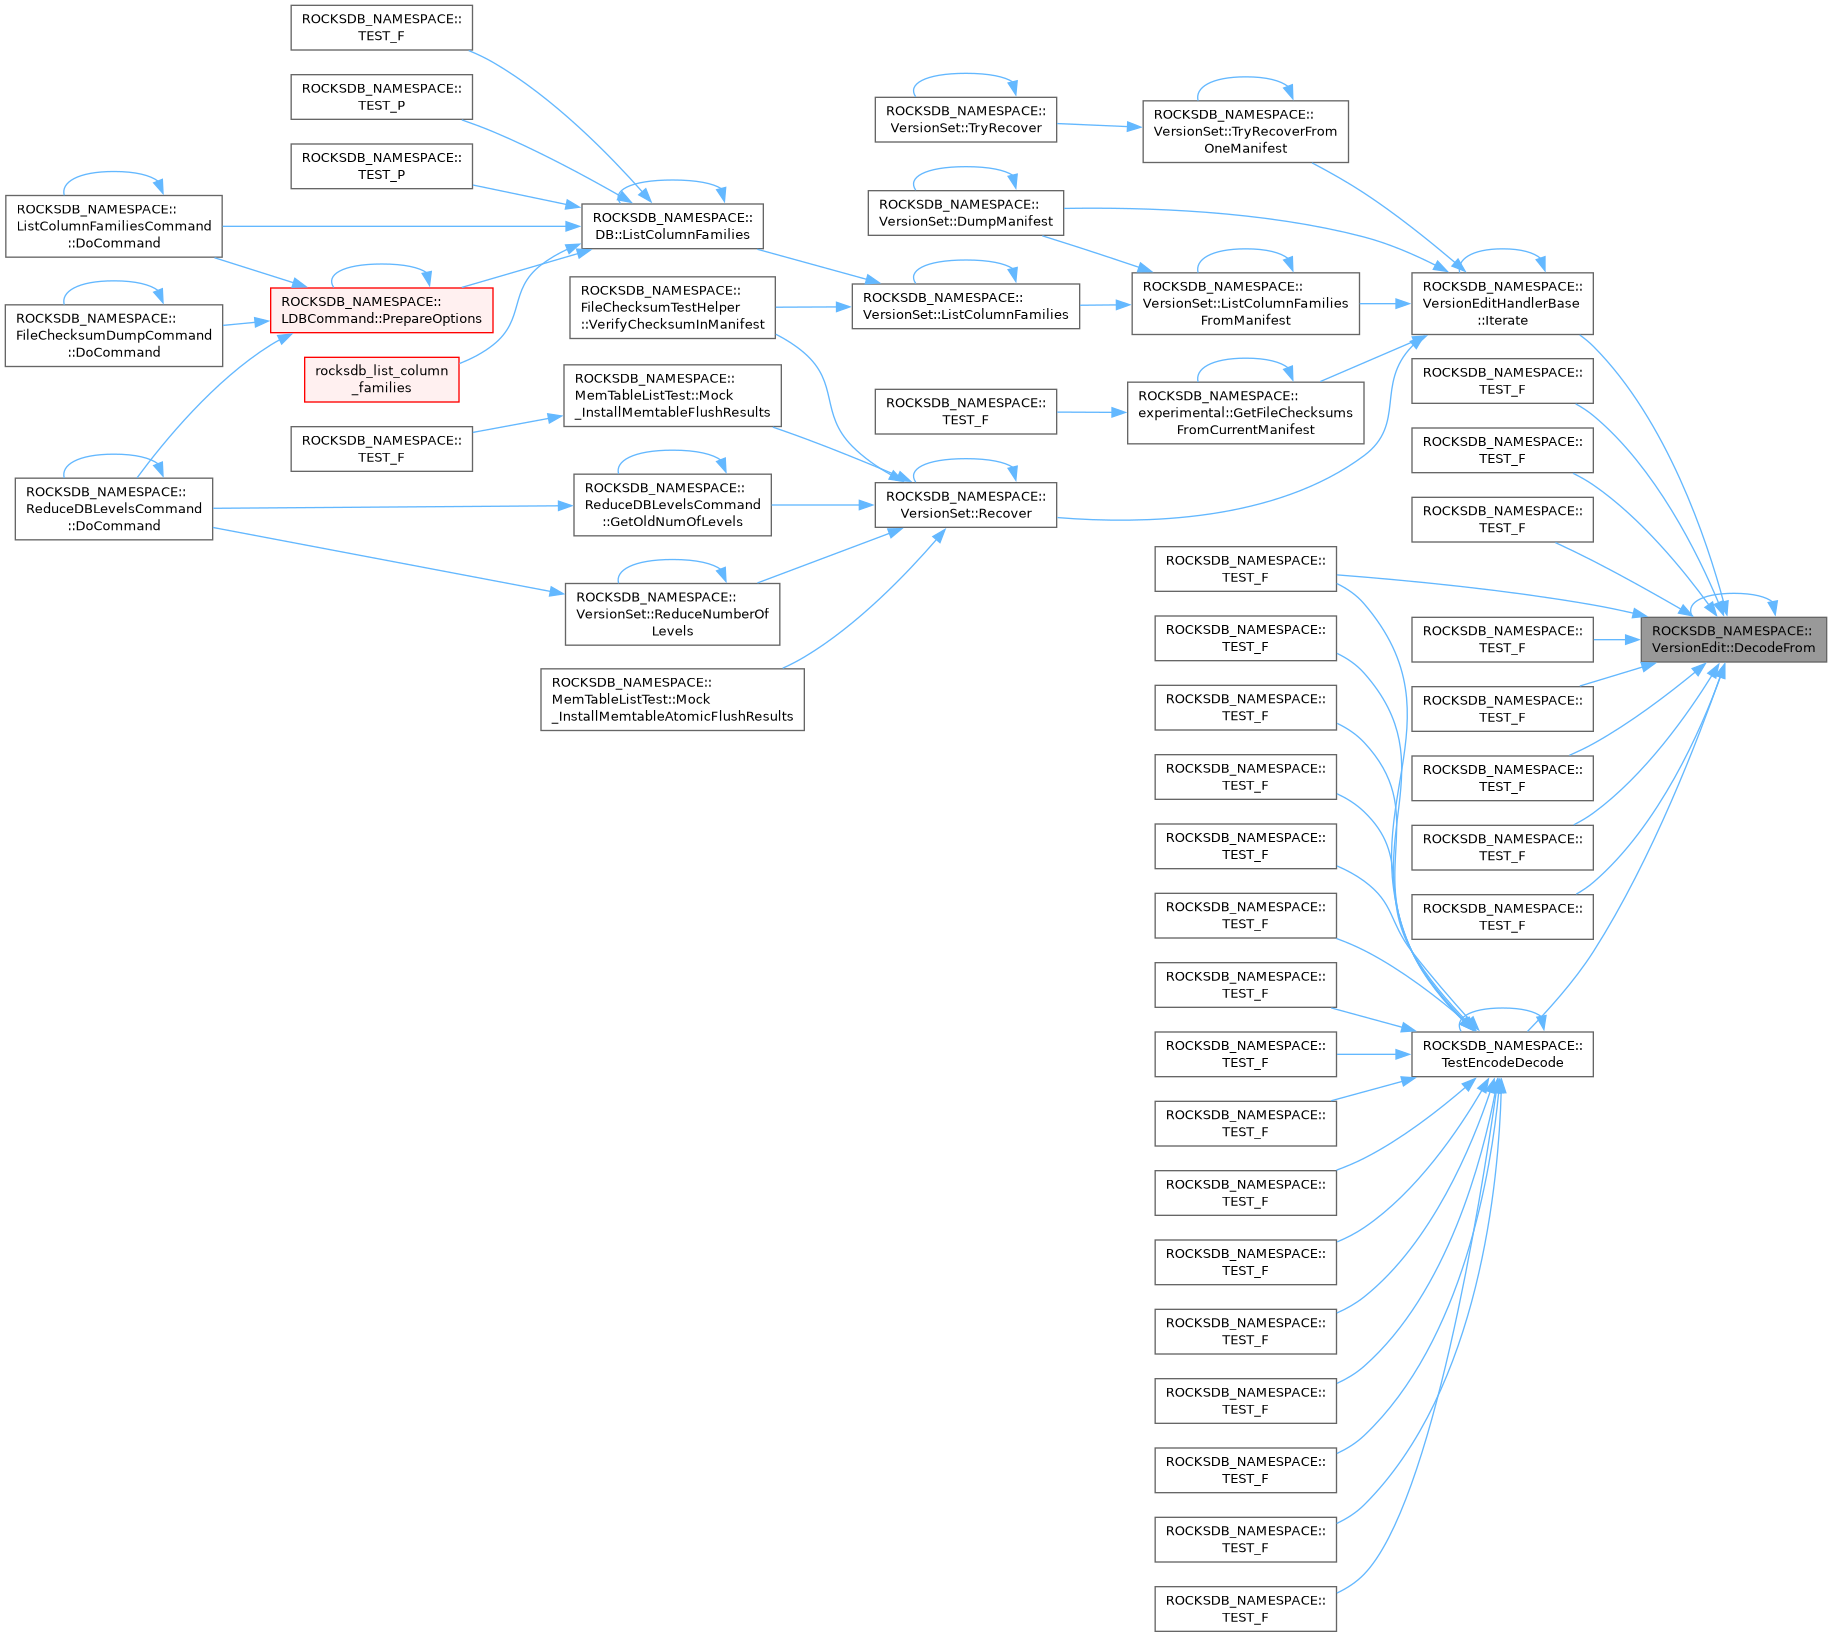 ROCKSDB_NAMESPACE::
TEST_F
ROCKSDB_NAMESPACE::
TEST_P
ROCKSDB_NAMESPACE::
TEST_P
ROCKSDB_NAMESPACE::
ListColumnFamiliesCommand
::DoCommand
ROCKSDB_NAMESPACE::
FileChecksumDumpCommand
::DoCommand
ROCKSDB_NAMESPACE::
LDBCommand::PrepareOptions
rocksdb_list_column
_families
ROCKSDB_NAMESPACE::
TEST_F
ROCKSDB_NAMESPACE::
ReduceDBLevelsCommand
::DoCommand
ROCKSDB_NAMESPACE::
DB::ListColumnFamilies
ROCKSDB_NAMESPACE::
FileChecksumTestHelper
::VerifyChecksumInManifest
ROCKSDB_NAMESPACE::
MemTableListTest::Mock
_InstallMemtableFlushResults
ROCKSDB_NAMESPACE::
ReduceDBLevelsCommand
::GetOldNumOfLevels
ROCKSDB_NAMESPACE::
VersionSet::ReduceNumberOf
Levels
ROCKSDB_NAMESPACE::
MemTableListTest::Mock
_InstallMemtableAtomicFlushResults
ROCKSDB_NAMESPACE::
VersionSet::TryRecover
ROCKSDB_NAMESPACE::
VersionSet::DumpManifest
ROCKSDB_NAMESPACE::
VersionSet::ListColumnFamilies
ROCKSDB_NAMESPACE::
TEST_F
ROCKSDB_NAMESPACE::
VersionSet::Recover
ROCKSDB_NAMESPACE::
VersionSet::TryRecoverFrom
OneManifest
ROCKSDB_NAMESPACE::
VersionSet::ListColumnFamilies
FromManifest
ROCKSDB_NAMESPACE::
experimental::GetFileChecksums
FromCurrentManifest
ROCKSDB_NAMESPACE::
TEST_F
ROCKSDB_NAMESPACE::
TEST_F
ROCKSDB_NAMESPACE::
TEST_F
ROCKSDB_NAMESPACE::
TEST_F
ROCKSDB_NAMESPACE::
TEST_F
ROCKSDB_NAMESPACE::
TEST_F
ROCKSDB_NAMESPACE::
TEST_F
ROCKSDB_NAMESPACE::
TEST_F
ROCKSDB_NAMESPACE::
TEST_F
ROCKSDB_NAMESPACE::
TEST_F
ROCKSDB_NAMESPACE::
TEST_F
ROCKSDB_NAMESPACE::
TEST_F
ROCKSDB_NAMESPACE::
TEST_F
ROCKSDB_NAMESPACE::
TEST_F
ROCKSDB_NAMESPACE::
TEST_F
ROCKSDB_NAMESPACE::
TEST_F
ROCKSDB_NAMESPACE::
VersionEditHandlerBase
::Iterate
ROCKSDB_NAMESPACE::
TEST_F
ROCKSDB_NAMESPACE::
TEST_F
ROCKSDB_NAMESPACE::
TEST_F
ROCKSDB_NAMESPACE::
TEST_F
ROCKSDB_NAMESPACE::
TEST_F
ROCKSDB_NAMESPACE::
TEST_F
ROCKSDB_NAMESPACE::
TEST_F
ROCKSDB_NAMESPACE::
TEST_F
ROCKSDB_NAMESPACE::
TestEncodeDecode
ROCKSDB_NAMESPACE::
VersionEdit::DecodeFrom